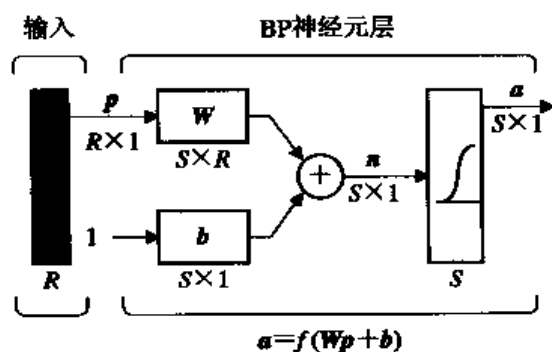 输入 BP神经元层
p W a
R×1 S×R S×1
+ n
S×1
1 b
R S×1 S
a=f(Wp+b)